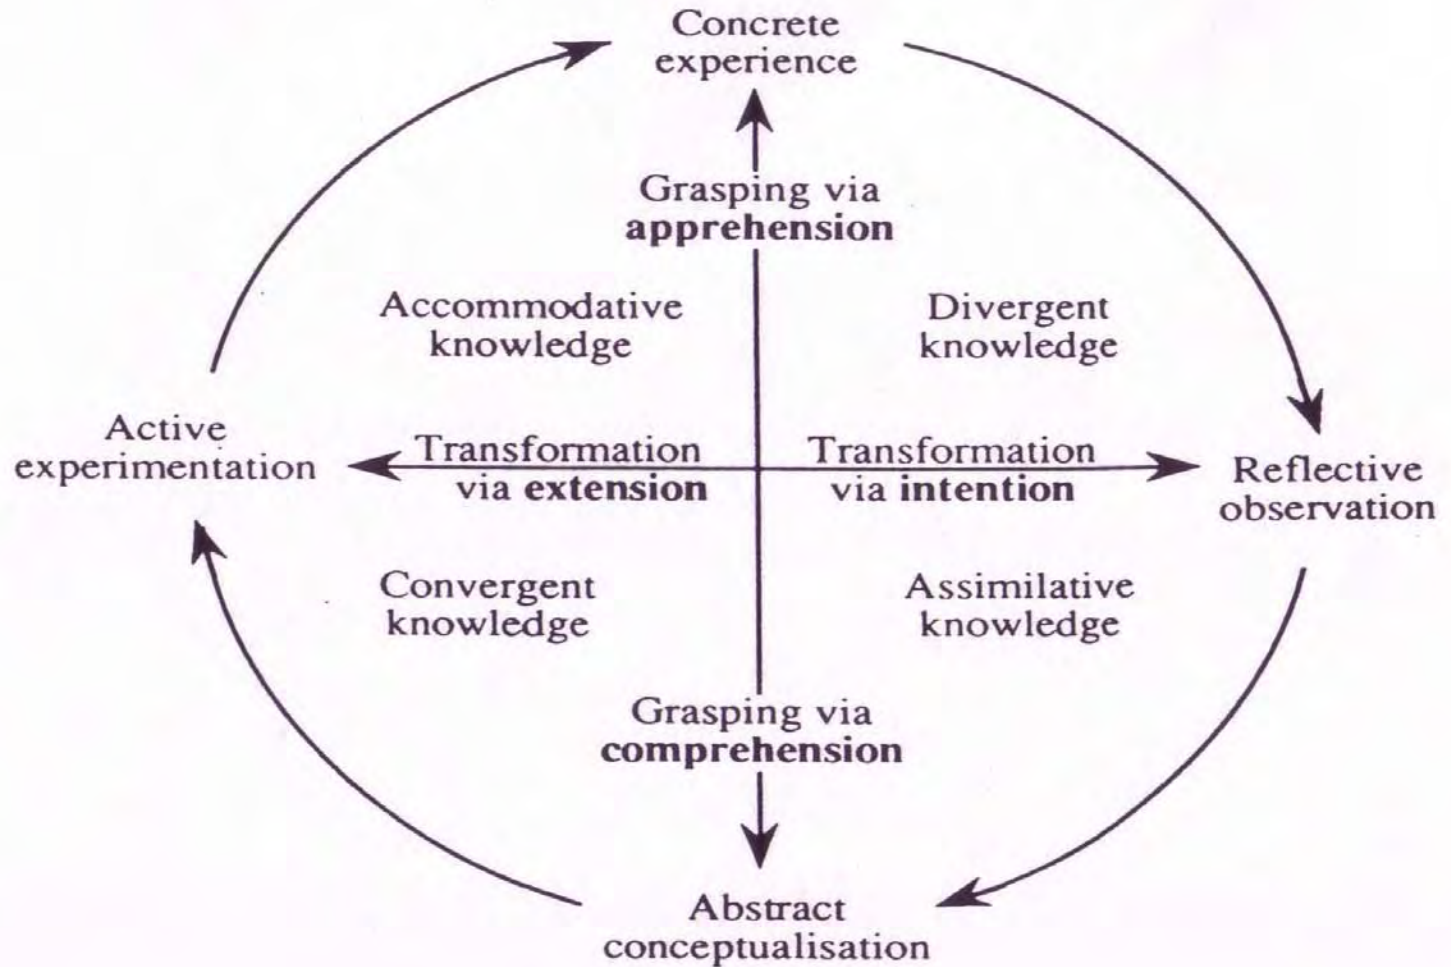 Concrete
experience
Grasping via
apprehension
Accommodative
knowledge
Divergent
knowledge
Active
experimentation
Transformation
via extension
Transformation
via intention
Reflective
observation
Convergent
knowledge
Assimilative
knowledge
Grasping via
comprehension
Abstract
conceptualisation